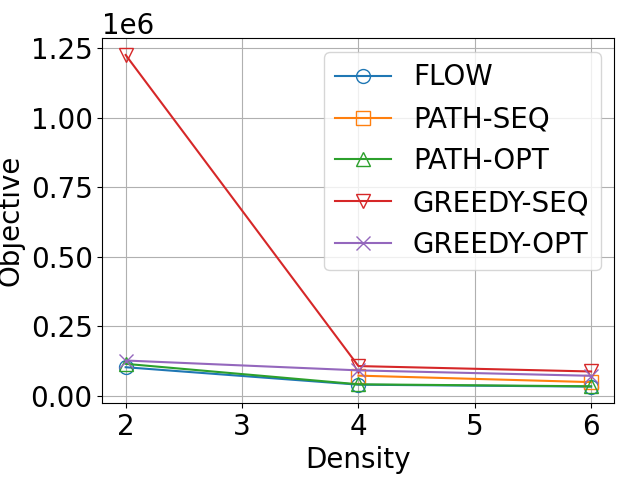 1e6
1.25
1.00
0.75
0.50
0.25
0.00
Objective
FLOW
PATH-SEQ
PATH-OPT
GREEDY-SEQ
GREEDY-OPT
2 3 4 5 6
Density